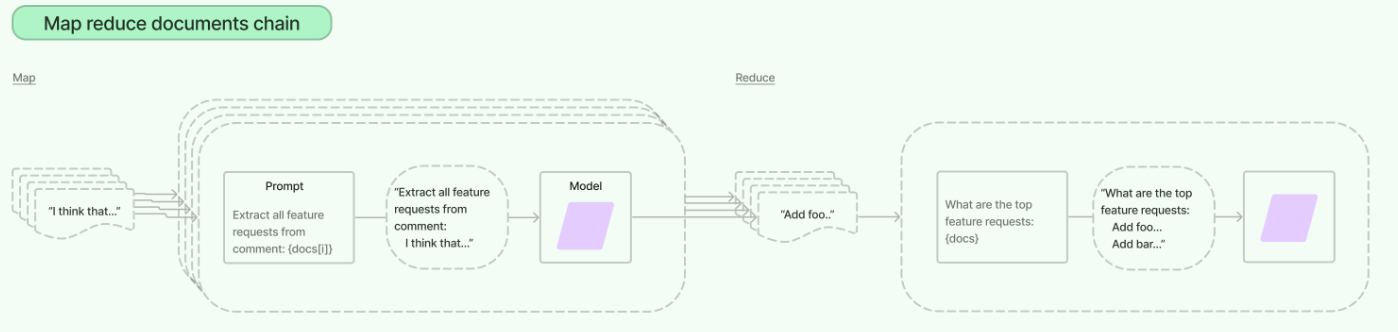 Map reduce documents chain
Map
Reduce
“I think that...”
Prompt
Extract all feature
requests from
comment: {docs[i]}
“Extract all feature
requests from
comment:
I think that...”
Model
“Add foo..”
What are the top
feature requests:
{docs}
“What are the top
feature requests:
Add foo...
Add bar...”